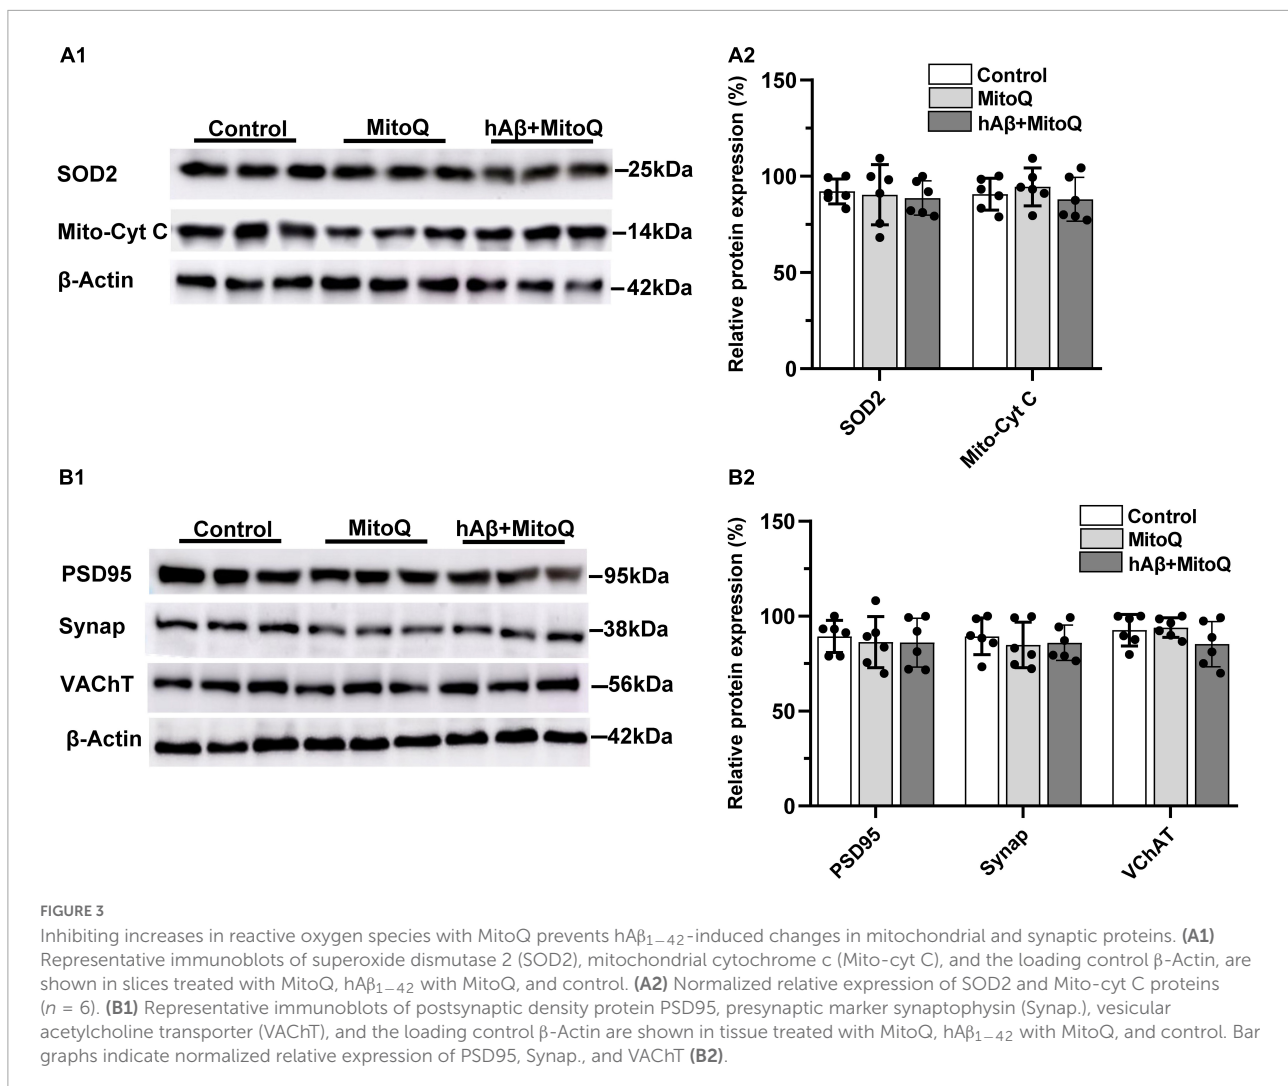 A1
Control MitoQ hAβ+MitoQ
SOD2 –25kDa
Mito-Cyt C –14kDa
β-Actin –42kDa
A2
Control
MitoQ
hAβ+MitoQ
Relative protein expression (%)
150
100
50
0
SOD2 Mito-Cyt C
B1
Control MitoQ hAβ+MitoQ
PSD95 –95kDa
Synap –38kDa
VAChT –56kDa
β-Actin –42kDa
B2
Control
MitoQ
hAβ+MitoQ
Relative protein expression (%)
150
100
50
0
PSD95 Synap VChAT
FIGURE 3
Inhibiting increases in reactive oxygen species with MitoQ prevents hAβ1−42-induced changes in mitochondrial and synaptic proteins. (A1)
Representative immunoblots of superoxide dismutase 2 (SOD2), mitochondrial cytochrome c (Mito-cyt C), and the loading control β-Actin, are
shown in slices treated with MitoQ, hAβ1−42 with MitoQ, and control. (A2) Normalized relative expression of SOD2 and Mito-cyt C proteins
(n = 6). (B1) Representative immunoblots of postsynaptic density protein PSD95, presynaptic marker synaptophysin (Synap.), vesicular
acetylcholine transporter (VAChT), and the loading control β-Actin are shown in tissue treated with MitoQ, hAβ1−42 with MitoQ, and control. Bar
graphs indicate normalized relative expression of PSD95, Synap., and VAChT (B2).